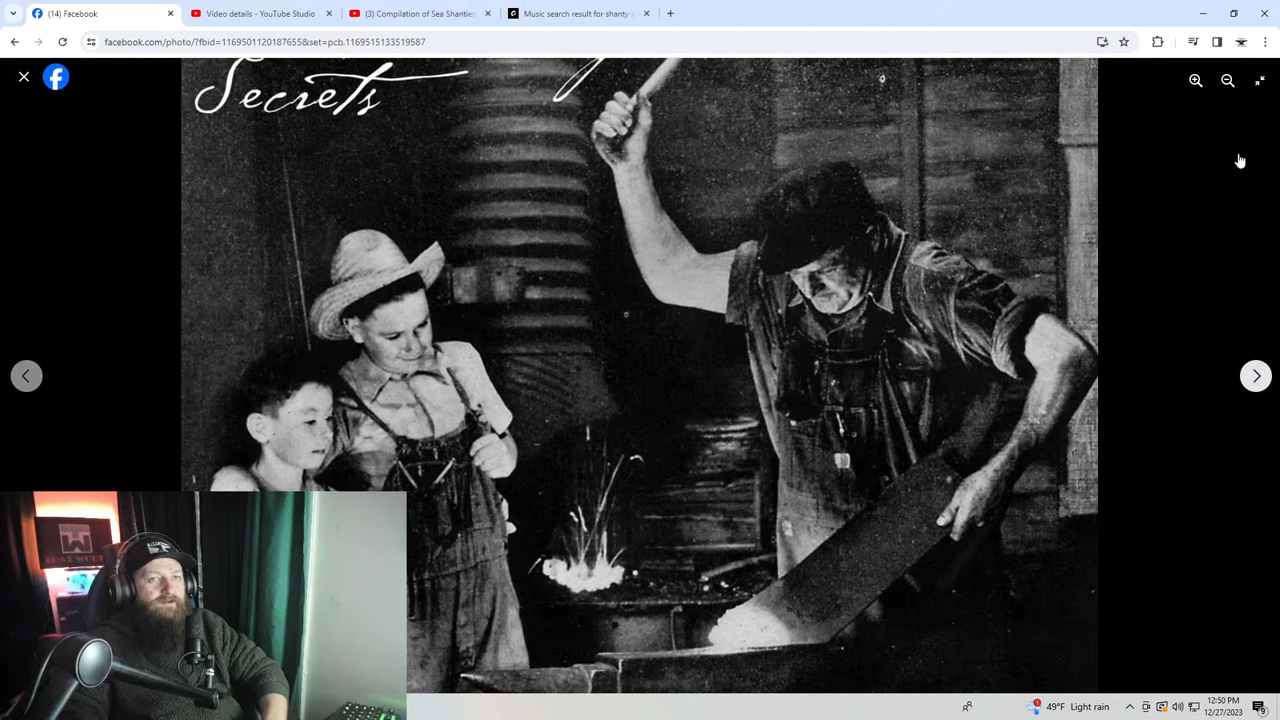 (14) Facebook
Video details - YouTube Studio
(3) Compilation of Sea Shanties
Music search result for shanty
facebook.com/photo/?fbid=1169501120187655&set=pcb.1169515133519587
Secrets
49°F Light rain
12:50 PM
12/27/2023